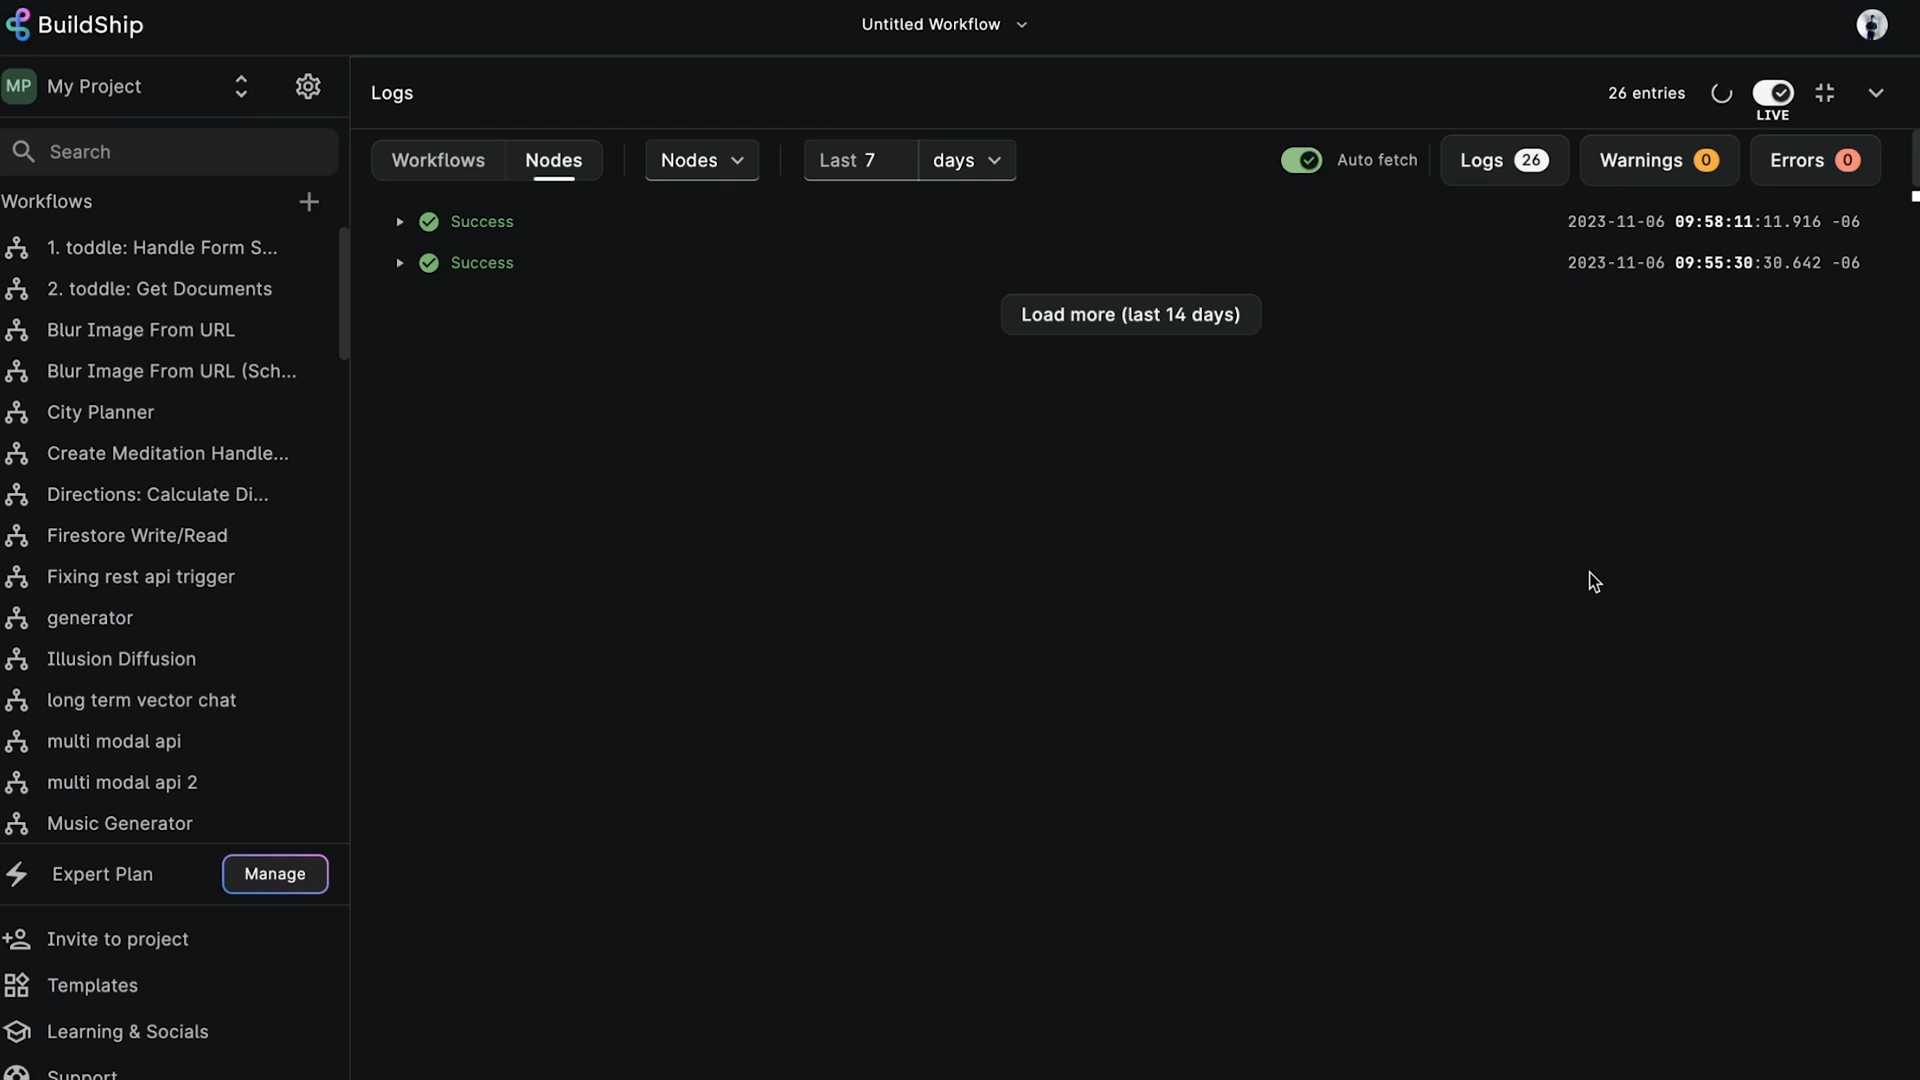 BuildShip
Untitled Workflow
MP My Project
Logs
26 entries
LIVE
Search
Workflows Nodes
Nodes
Last 7 days
Auto fetch
Logs 26
Warnings 0
Errors 0
Workflows
Success 2023-11-06 09:58:11:11.916 -06
Success 2023-11-06 09:55:30:30.642 -06
Load more (last 14 days)
1. toddle: Handle Form S...
2. toddle: Get Documents
Blur Image From URL
Blur Image From URL (Sch...
City Planner
Create Meditation Handle...
Directions: Calculate Di...
Firestore Write/Read
Fixing rest api trigger
generator
Illusion Diffusion
long term vector chat
multi modal api
multi modal api 2
Music Generator
Expert Plan Manage
Invite to project
Templates
Learning & Socials
Support